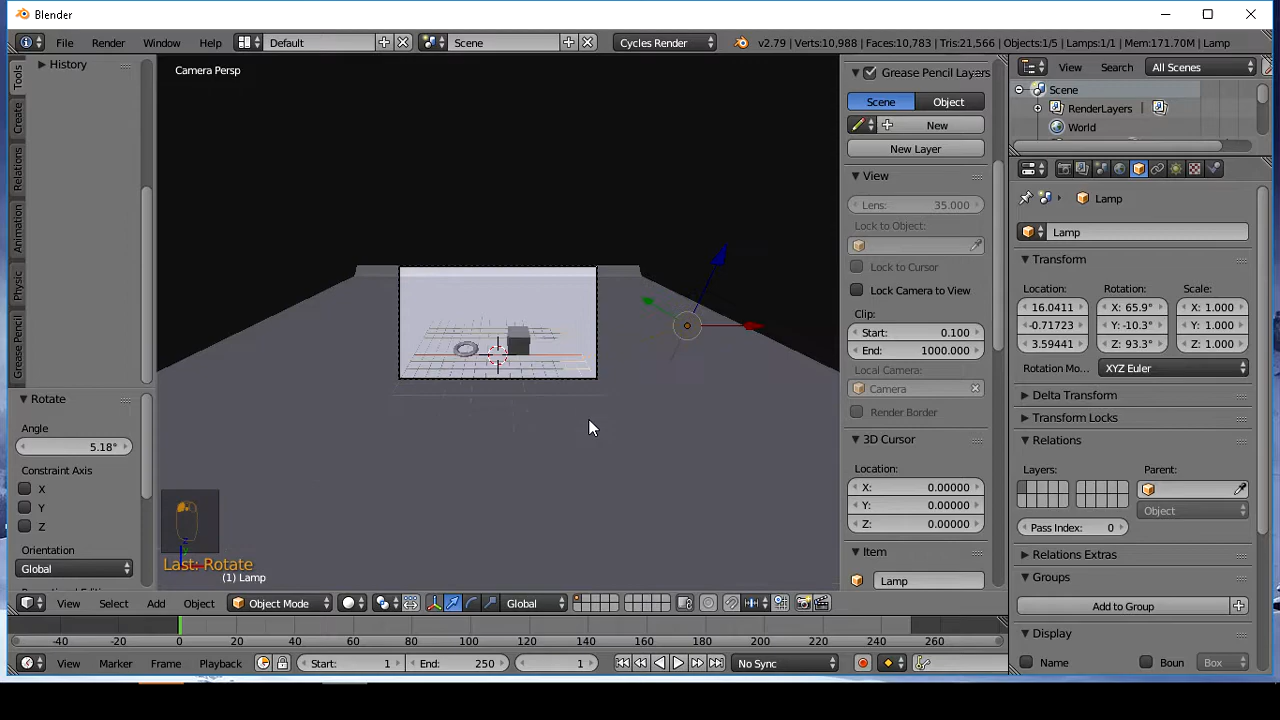 Blender
File Render Window Help Default Scene Cycles Render v2.79 | Verts:10,988 | Faces:10,783 | Tris:21,566 | Objects:1/5 | Lamps:1/1 | Mem:171.70M | Lamp
History
Camera Persp
Grease Pencil Layers
View Search All Scenes
Scene
RenderLayers
World
Scene Object
New
New Layer
View
Lens: 35.000
Lock to Object:
Lock to Cursor
Lock Camera to View
Clip:
Start: 0.100
End: 1000.000
Local Camera:
Camera
Render Border
3D Cursor
Location:
X: 0.00000
Y: 0.00000
Z: 0.00000
Item
Lamp
Lamp
Lamp
Transform
Location: Rotation: Scale:
16.0411 X: 65.9° X: 1.000
-0.71723 Y: -10.3° Y: 1.000
3.59441 Z: 93.3° Z: 1.000
Rotation Mo... XYZ Euler
Delta Transform
Transform Locks
Relations
Layers: Parent:
Object
Pass Index: 0
Relations Extras
Groups
Add to Group
Display
Name Boun Box
Tools
Create
Relations
Animation
Physic
Grease Pencil
Rotate
Angle
5.18°
Constraint Axis
X
Y
Z
Orientation
Global
Last: Rotate
(1) Lamp
View Select Add Object Object Mode Global
-40 -20 0 20 40 60 80 100 120 140 160 180 200 220 240 260
View Marker Frame Playback Start: 1 End: 250 1 No Sync